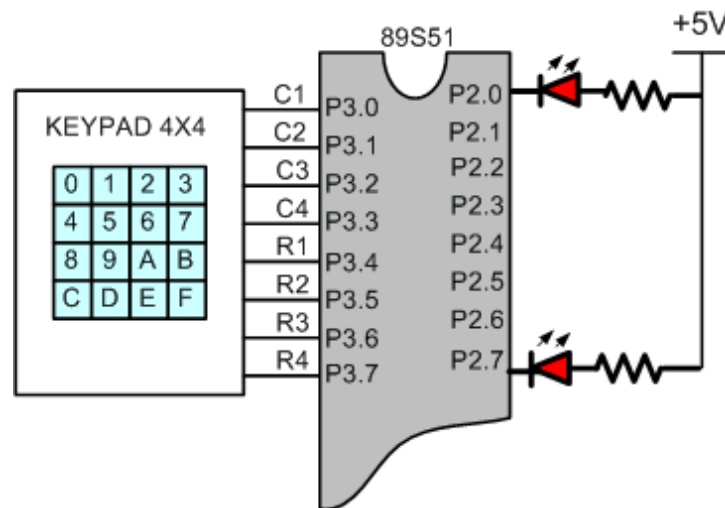 +5V
89S51
KEYPAD 4X4
0 1 2 3
4 5 6 7
8 9 A B
C D E F
C1
C2
C3
C4
R1
R2
R3
R4
P3.0
P3.1
P3.2
P3.3
P3.4
P3.5
P3.6
P3.7
P2.0
P2.1
P2.2
P2.3
P2.4
P2.5
P2.6
P2.7